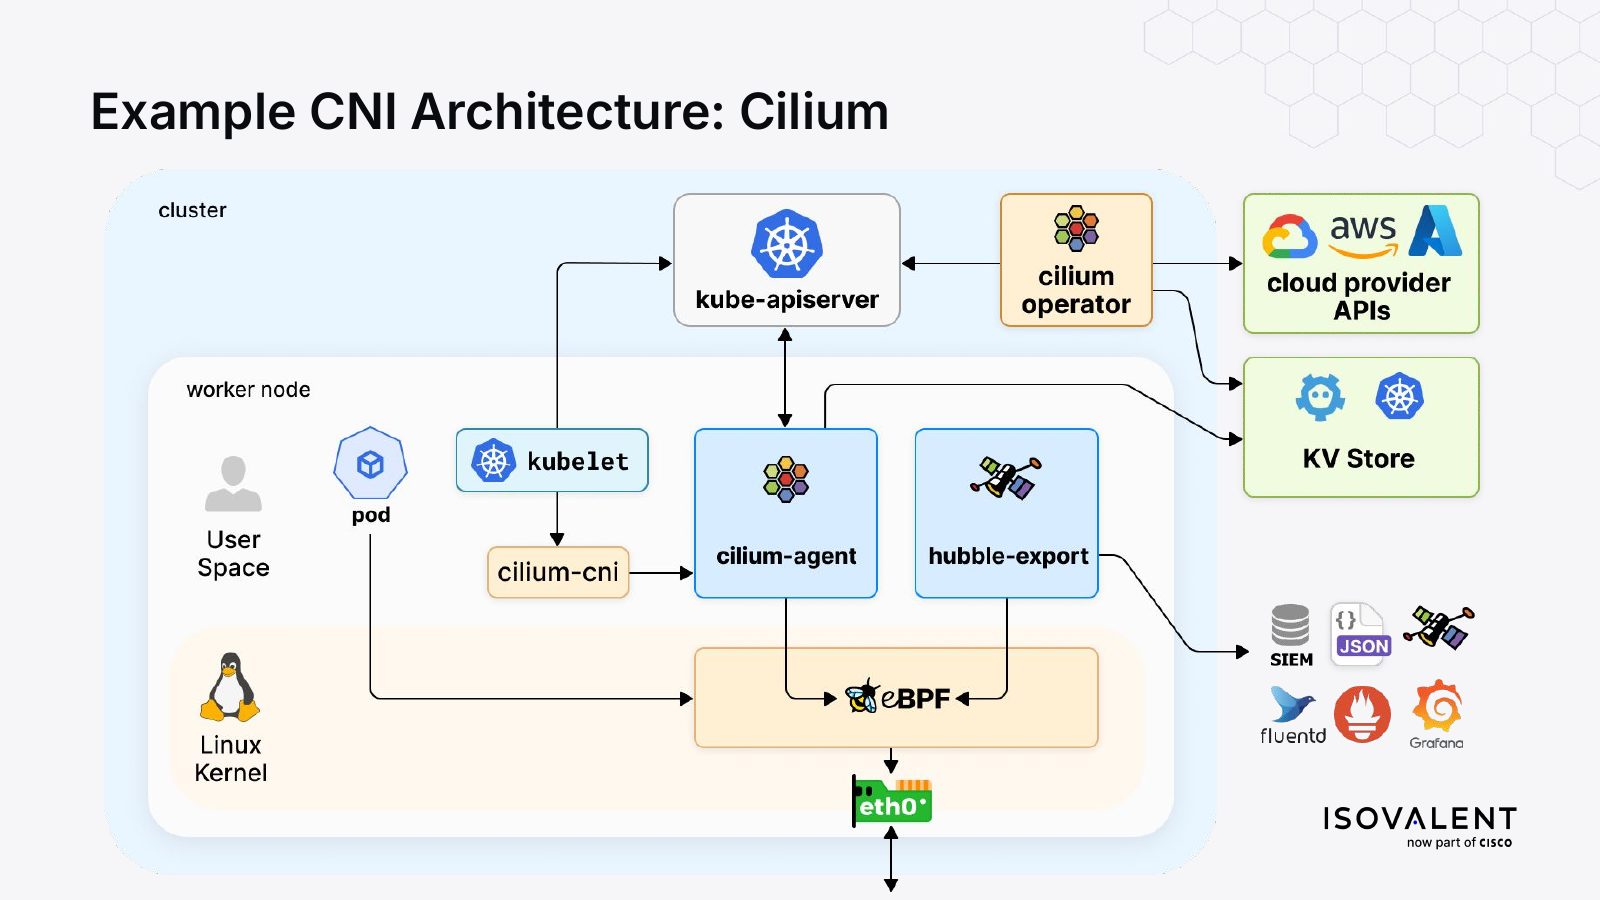 Example CNI Architecture: Cilium
cluster
kube-apiserver
cilium
operator
aws
cloud provider
APIs
worker node
KV Store
User
Space
pod
kubelet
cilium-cni
cilium-agent
hubble-export
{}
JSON
SIEM
fluentd
Grafana
Linux
Kernel
eBPF
eth0
ISOVALENT
now part of CISCO